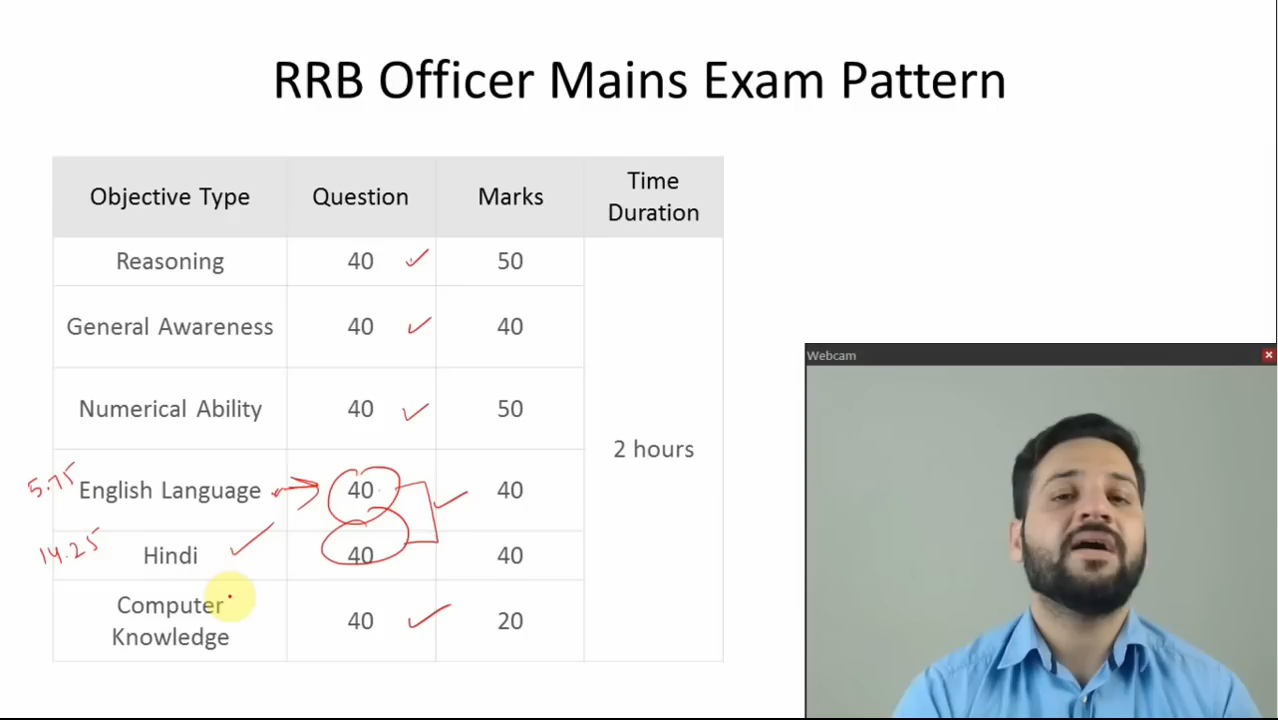 RRB Officer Mains Exam Pattern
Objective Type Question Marks Time Duration
Reasoning 40 50
General Awareness 40 40
Numerical Ability 40 50
2 hours
5.75 English Language 40 40
14.25 Hindi 40 40
Computer Knowledge 40 20
Webcam